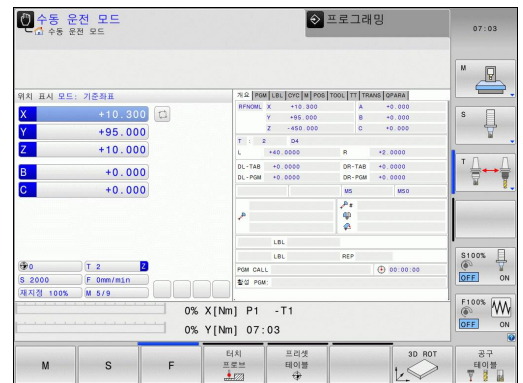 수동 운전 모드
수동 운전 모드
프로그래밍
07:03
위치 표시 모드: 기준좌표
X +10.300
Y +95.000
Z +10.000
B +0.000
C +0.000
0 T 2 Z
S 2000 F 0mm/min
재지정 100% M 5/9
개요 PGM LBL CYC M POS TOOL TT TRANS QPARA
RFNOML X +10.300 A +0.000
Y +95.000 B +0.000
Z -450.000 C +0.000
T : 2 D4
L +40.0000 R +2.0000
DL-TAB +0.0000 DR-TAB +0.0000
DL-PGM +0.0000 DR-PGM +0.0000
M5 M50
P#
P
LBL
LBL REP
PGM CALL 00:00:00
활성 PGM:
0% X[Nm] P1 -T1
0% Y[Nm] 07:03
M
S
T
S100%
OFF ON
F100%
OFF ON
M
S
F
터치
프로브
프리셋
테이블
3D ROT
공구
테이블